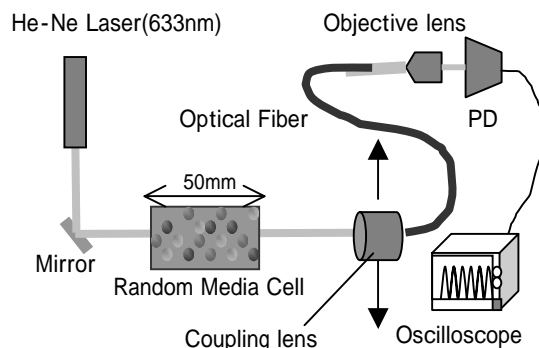 He-Ne Laser(633nm)
Objective lens
Optical Fiber
PD
50mm
Mirror
Random Media Cell
Coupling lens
Oscilloscope